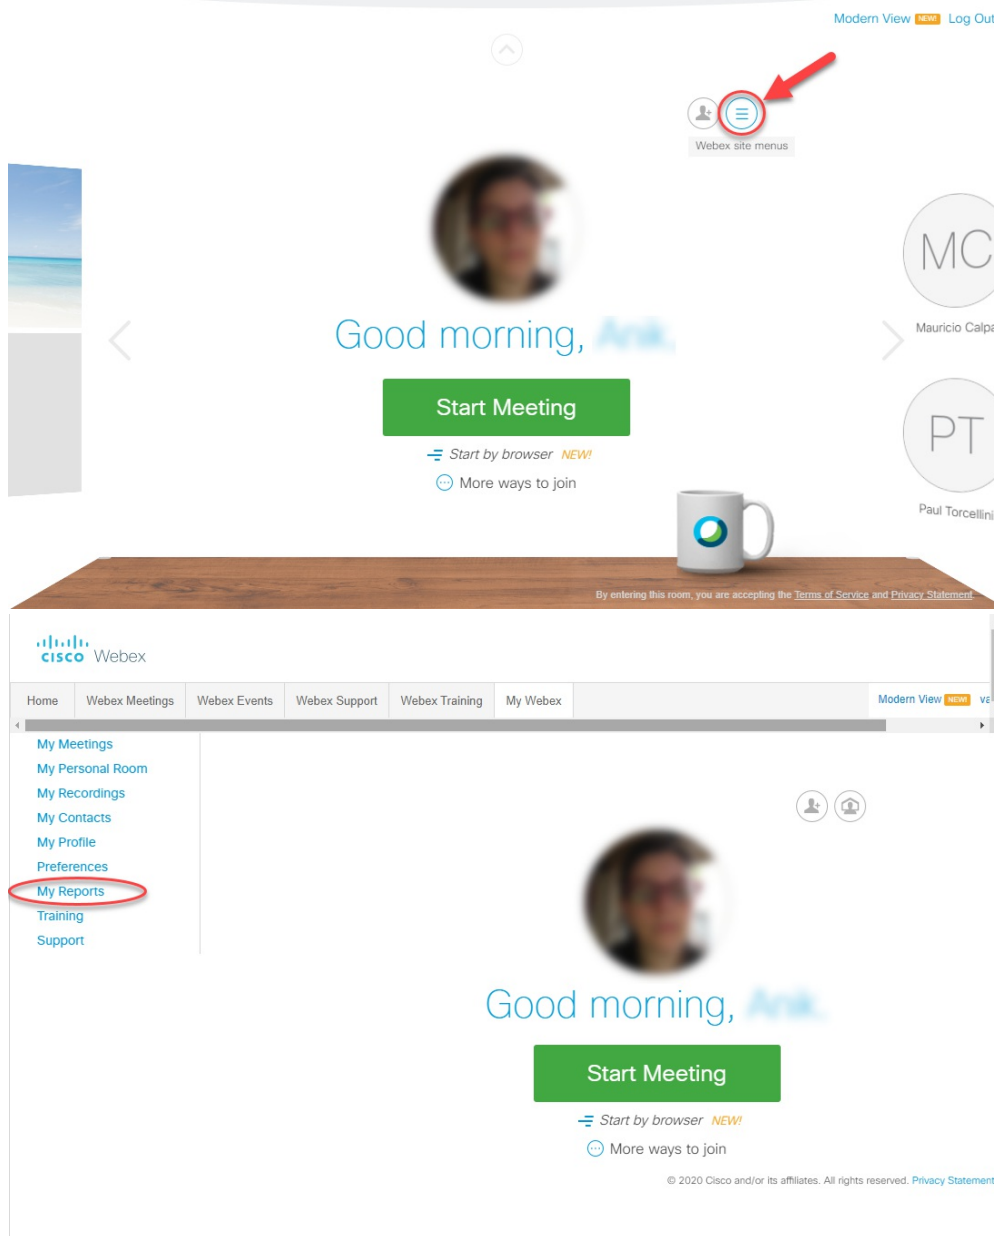 Modern View NEW! Log Out
Webex site menus
MC
Mauricio Calpa
Good morning,
Start Meeting
Start by browser NEW!
More ways to join
PT
Paul Torcellini
By entering this room, you are accepting the Terms of Service and Privacy Statement.
CISCO Webex
Home Webex Meetings Webex Events Webex Support Webex Training My Webex Modern View NEW! va
My Meetings
My Personal Room
My Recordings
My Contacts
My Profile
Preferences
My Reports
Training
Support
Good morning,
Start Meeting
Start by browser NEW!
More ways to join
© 2020 Cisco and/or its affiliates. All rights reserved. Privacy Statement